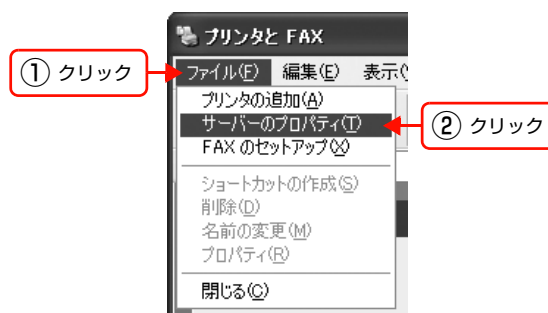 プリンタと FAX
① クリック
ファイル(F) 編集(E) 表示(
プリンタの追加(A)
サーバーのプロパティ(T)
② クリック
FAX のセットアップ(X)
ショートカットの作成(S)
削除(D)
名前の変更(M)
プロパティ(R)
閉じる(C)